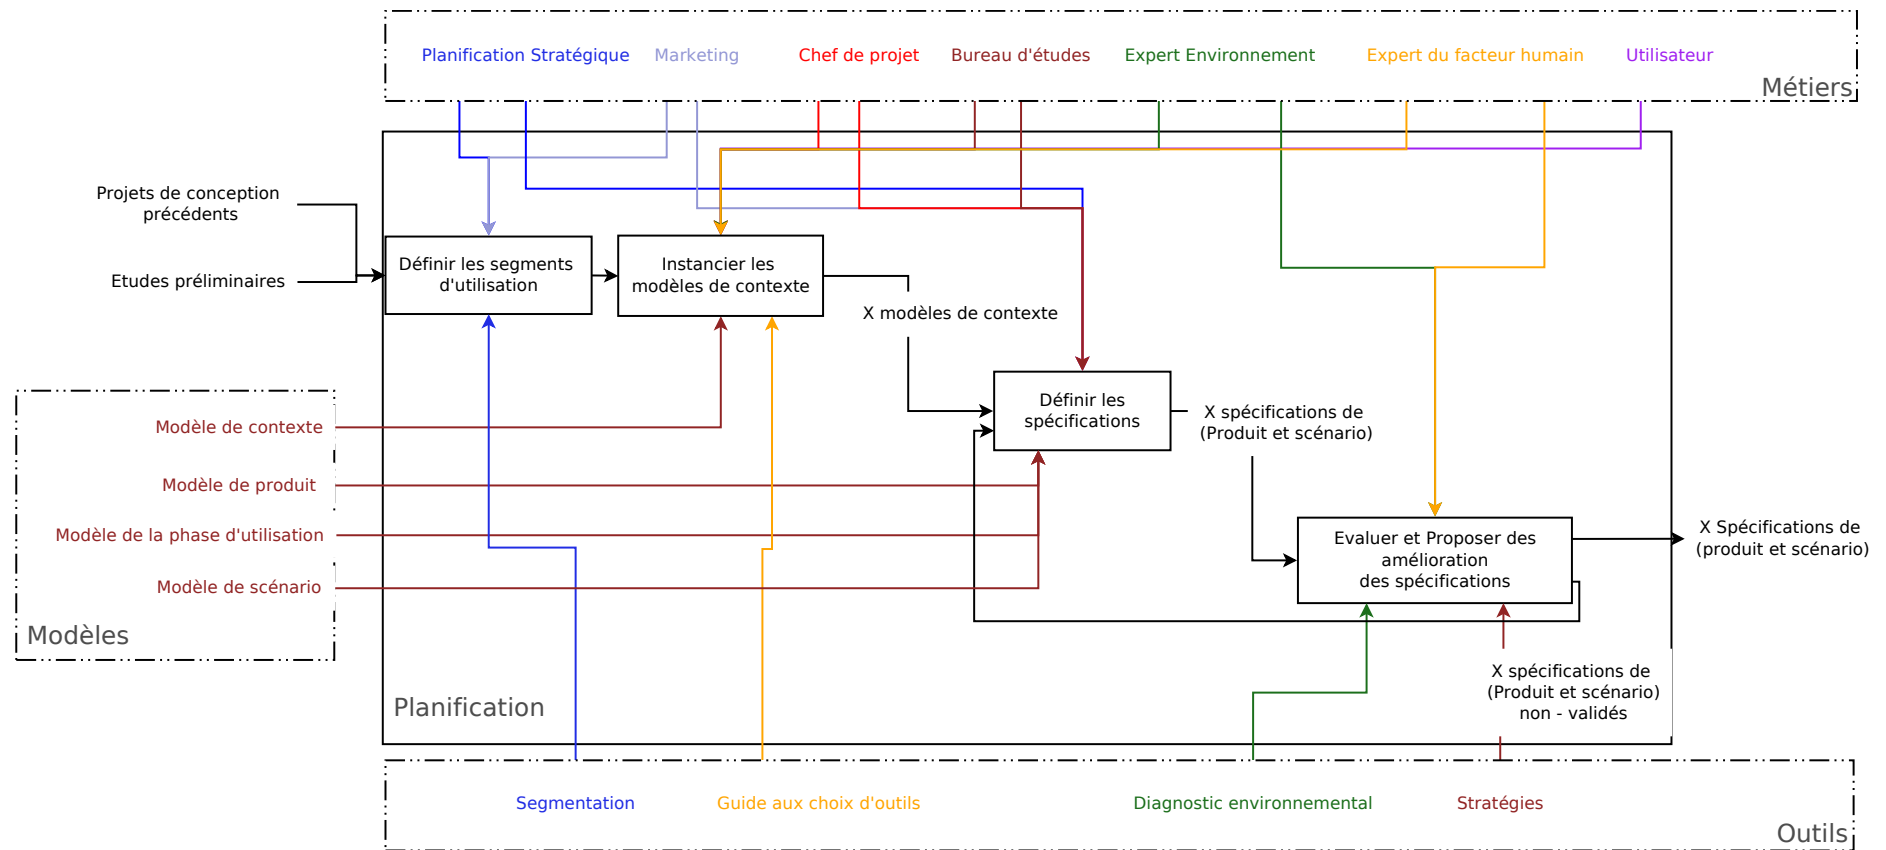 Planification Stratégique
Marketing
Chef de projet
Bureau d'études
Expert Environnement
Expert du facteur humain
Utilisateur
Métiers
Projets de conception
précédents
Etudes préliminaires
Définir les segments
d'utilisation
Instancier les
modèles de contexte
X modèles de contexte
Définir les
spécifications
X spécifications de
(Produit et scénario)
Modèle de contexte
Modèle de produit
Modèle de la phase d'utilisation
Modèle de scénario
Modèles
Evaluer et Proposer des
amélioration
des spécifications
X Spécifications de
(produit et scénario)
X spécifications de
(Produit et scénario)
non - validés
Planification
Segmentation
Guide aux choix d'outils
Diagnostic environnemental
Stratégies
Outils